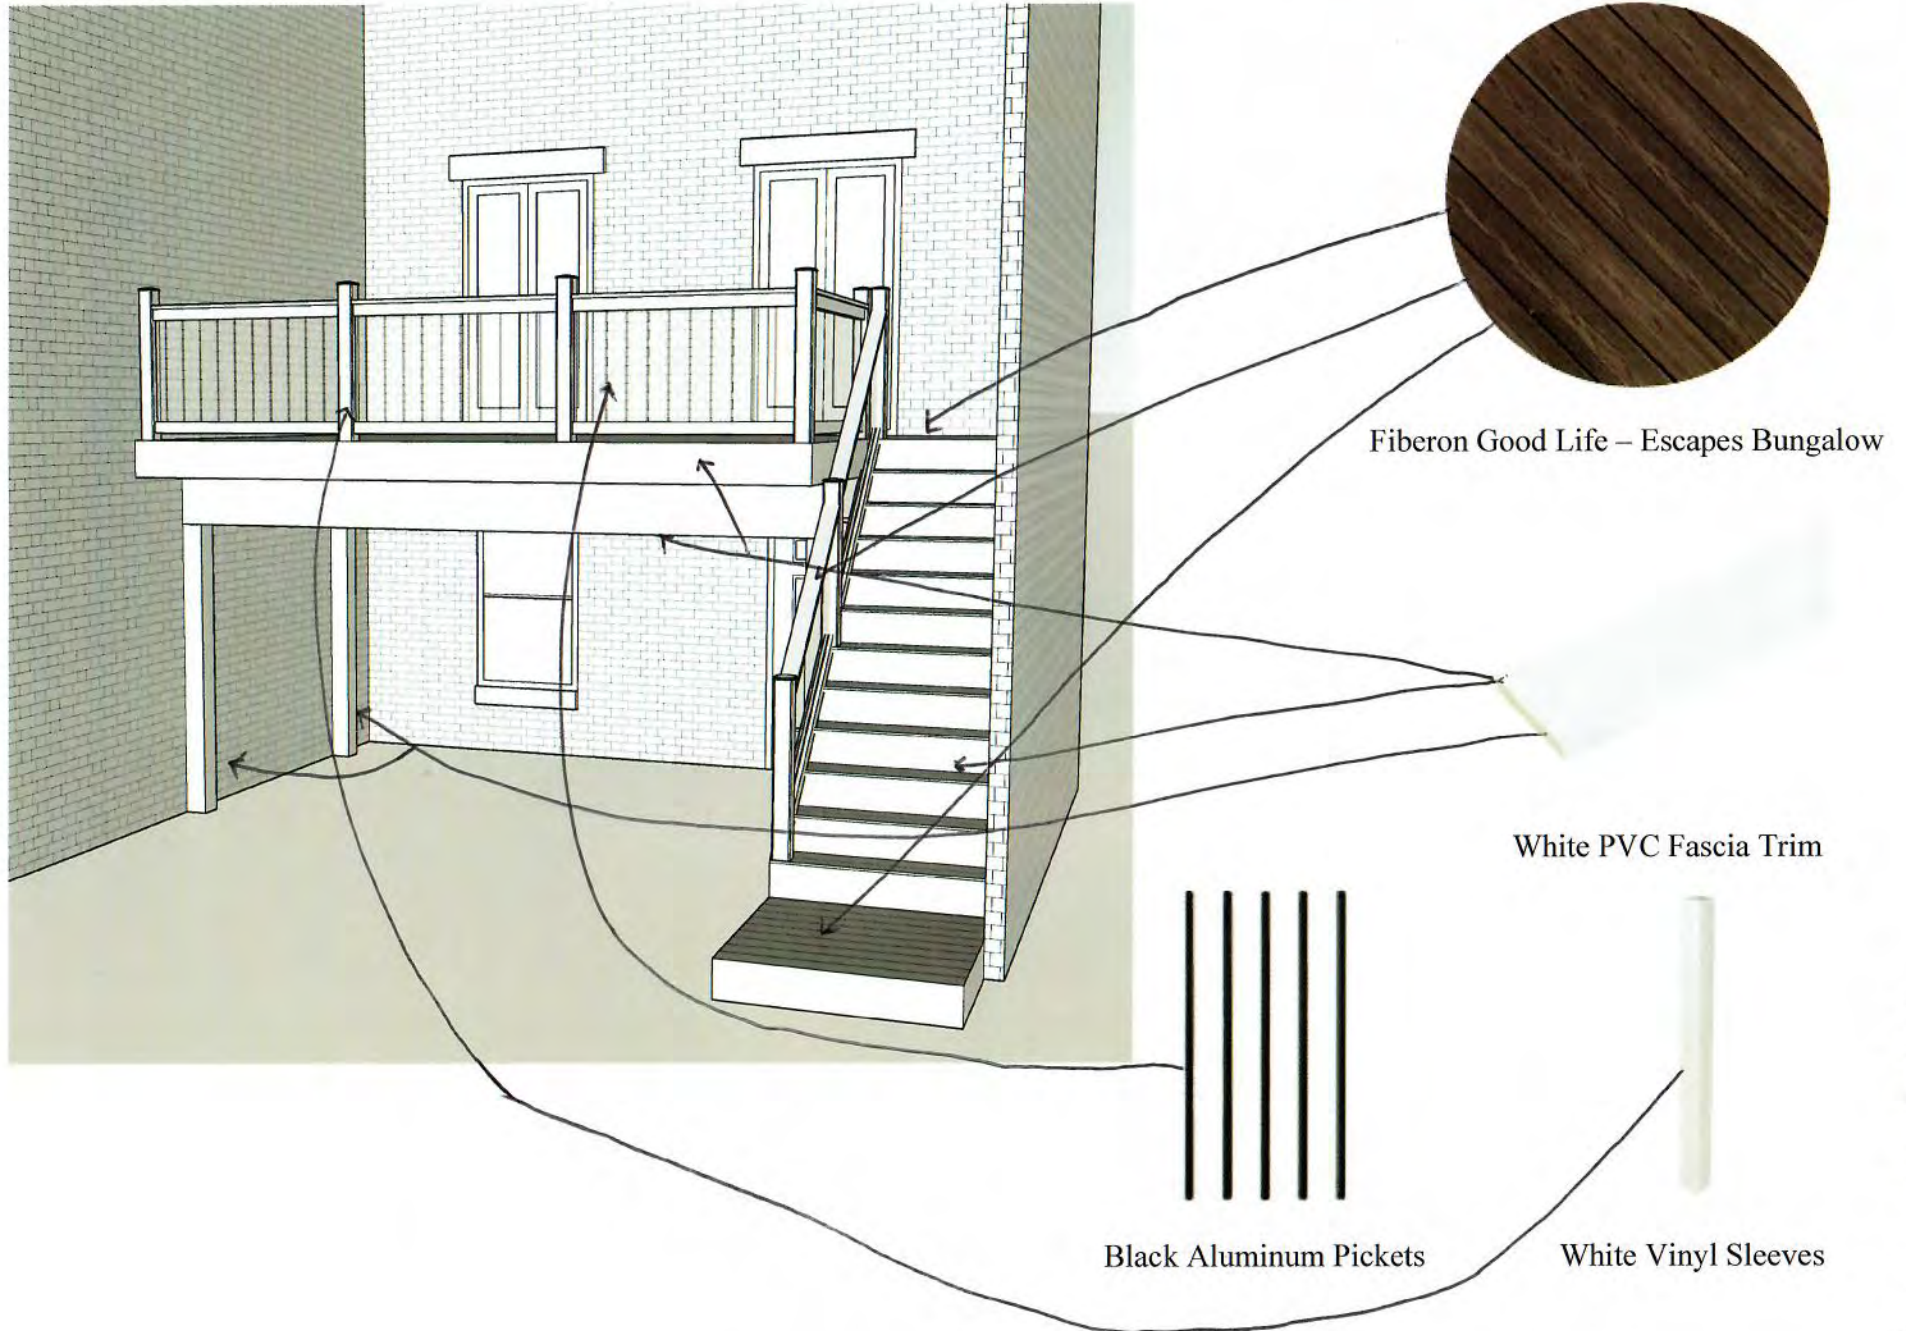 Fiberon Good Life – Escapes Bungalow
White PVC Fascia Trim
Black Aluminum Pickets
White Vinyl Sleeves